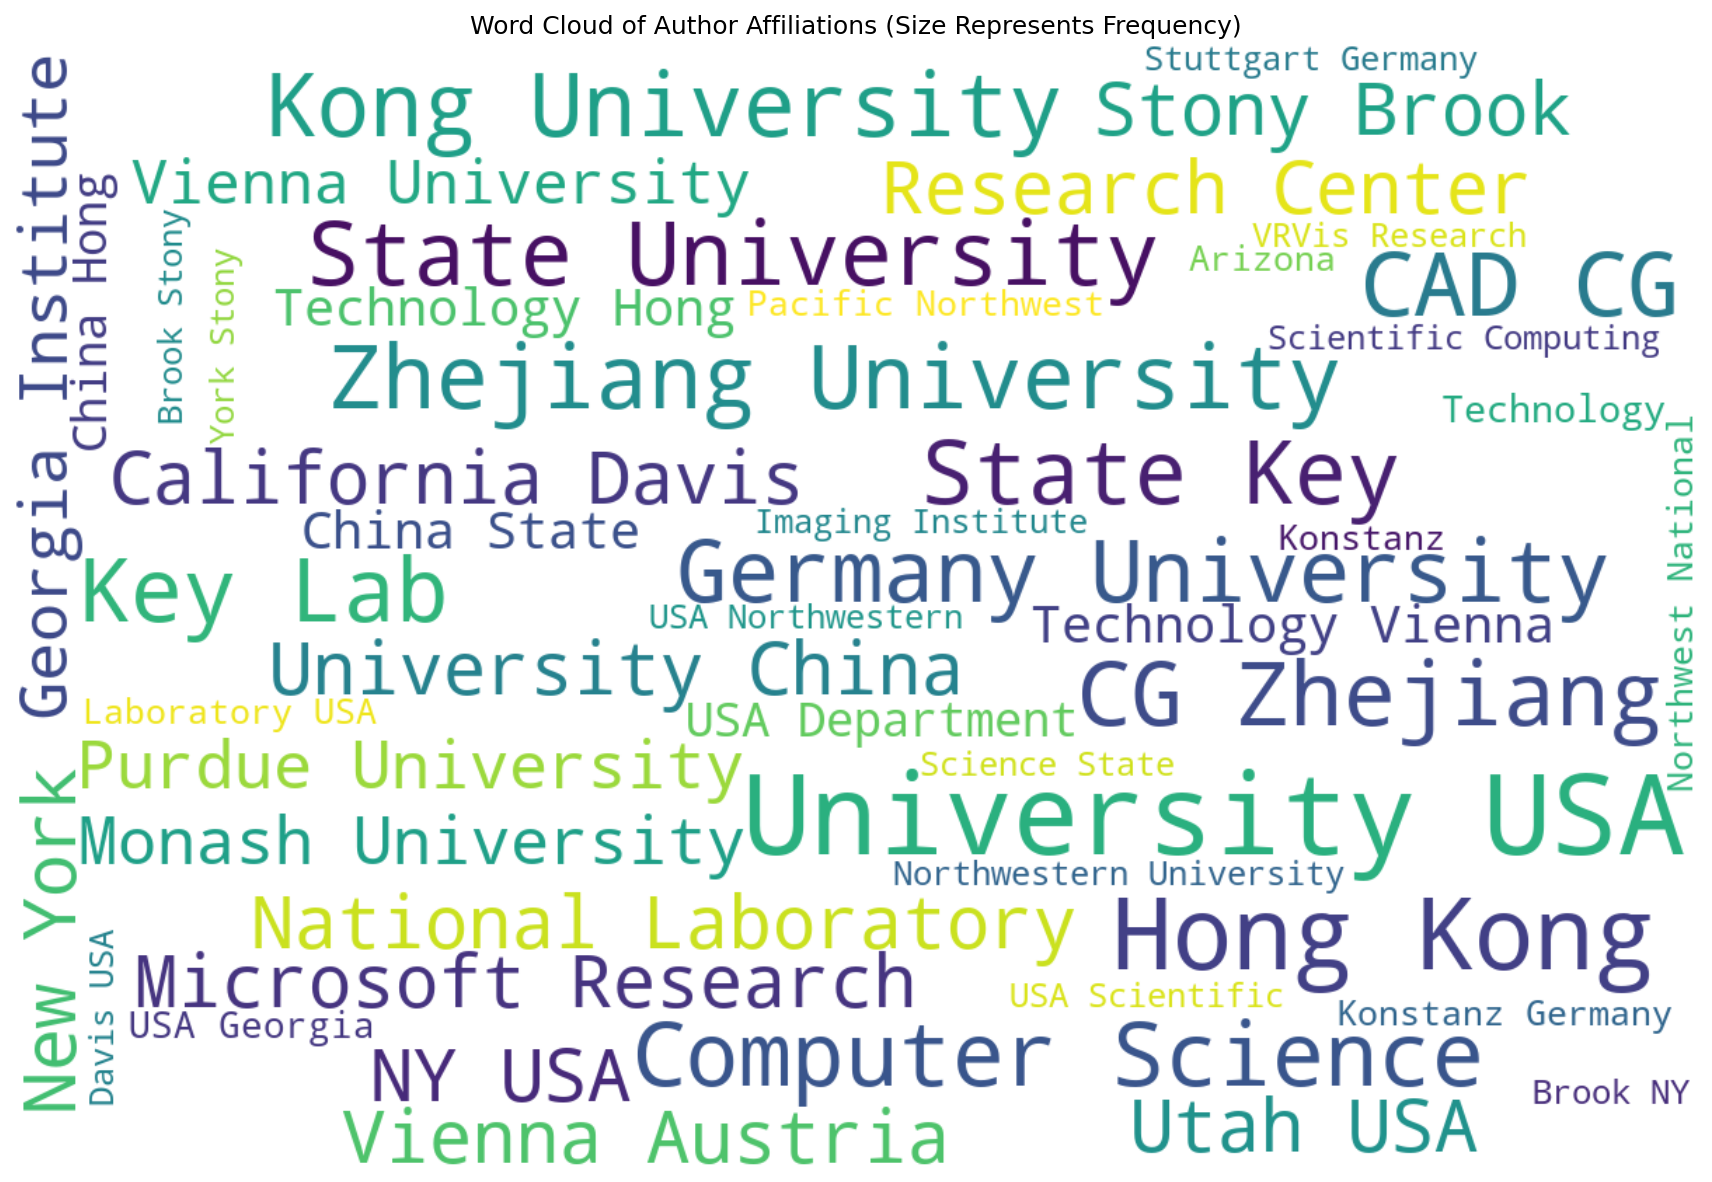 Word Cloud of Author Affiliations (Size Represents Frequency)
Stuttgart Germany
Kong University
Stony Brook
Georgia Institute
Vienna University
Research Center
China Hong
Brook Stony
State University
VRVis Research
Arizona
York Stony
CAD CG
Technology Hong
Pacific Northwest
Scientific Computing
Zhejiang University
Technology
Northwest National
California Davis
State Key
China State
Imaging Institute
Konstanz
Key Lab
Germany University
USA Northwestern
Technology Vienna
University China
CG Zhejiang
Laboratory USA
USA Department
Purdue University
Science State
New York
University USA
Monash University
Northwestern University
National Laboratory
Hong Kong
Davis USA
Microsoft Research
USA Scientific
Konstanz Germany
USA Georgia
Computer Science
NY USA
Brook NY
Vienna Austria
Utah USA